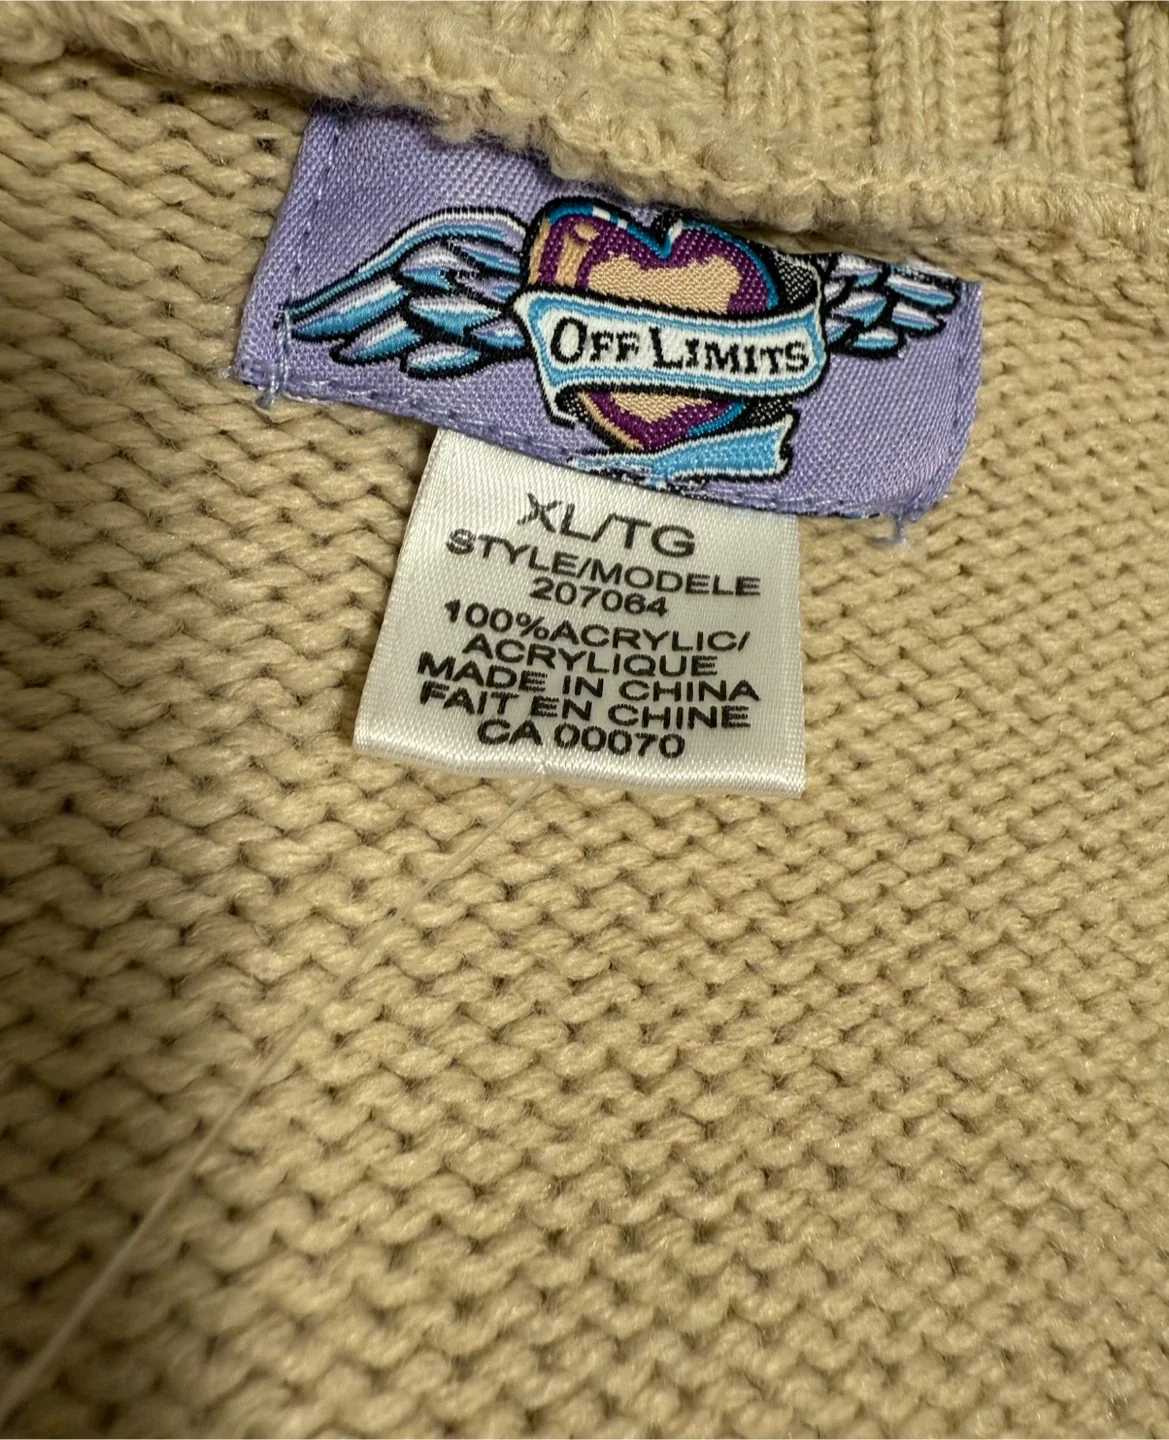 OFF LIMITS
XL/TG
STYLE/MODELE
207064
100%ACRYLIC/
ACRYLIQUE
MADE IN CHINA
FAIT EN CHINE
CA 00070